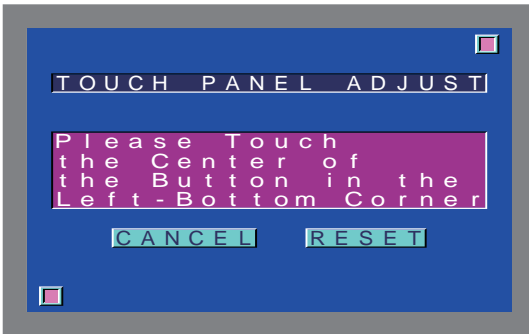 TOUCH PANEL ADJUST
Please Touch
the Center of
the Button in the
Left-Bottom Corner
CANCEL RESET